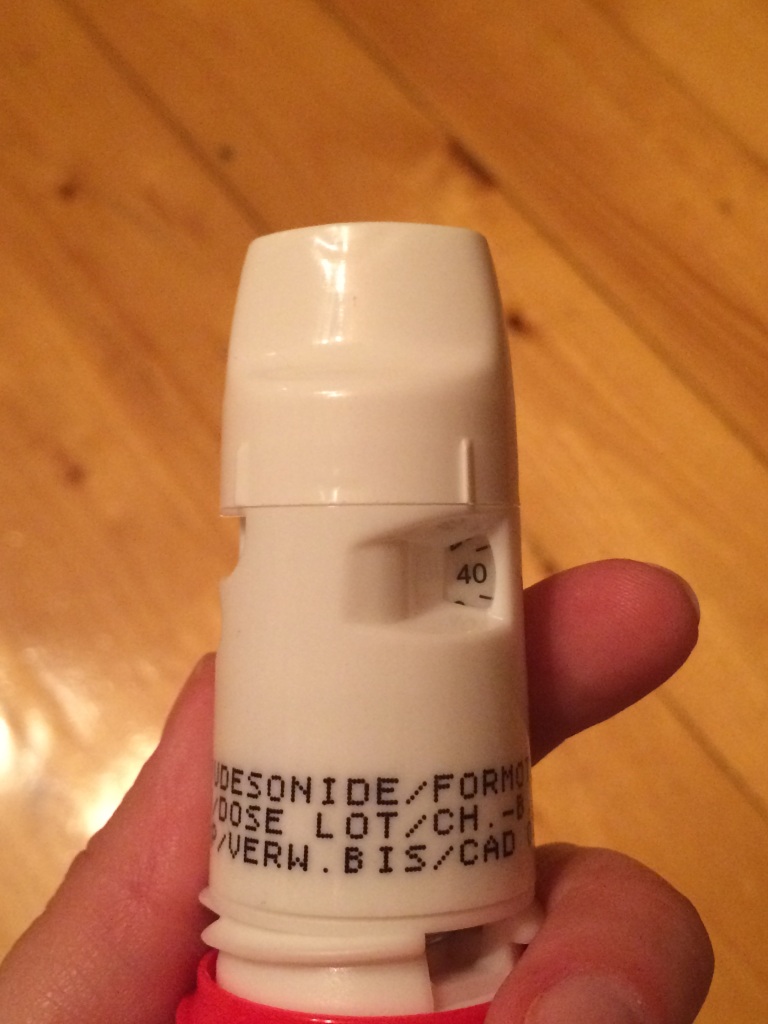 40
UDESONIDE/FORMO
/DOSE LOT/CH.-B
P/VERW.BIS/CAD